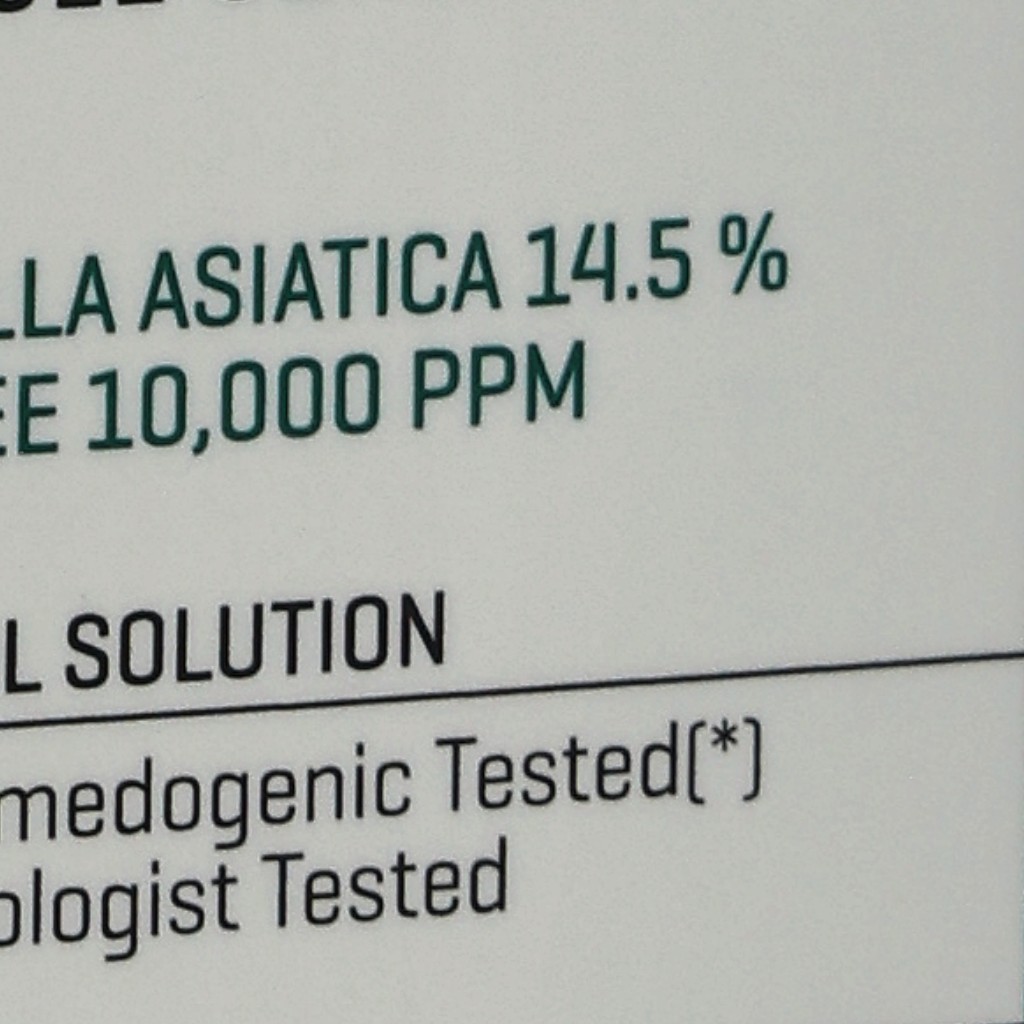 LLA ASIATICA 14.5 %
EE 10,000 PPM
L SOLUTION
medogenic Tested(*)
ologist Tested